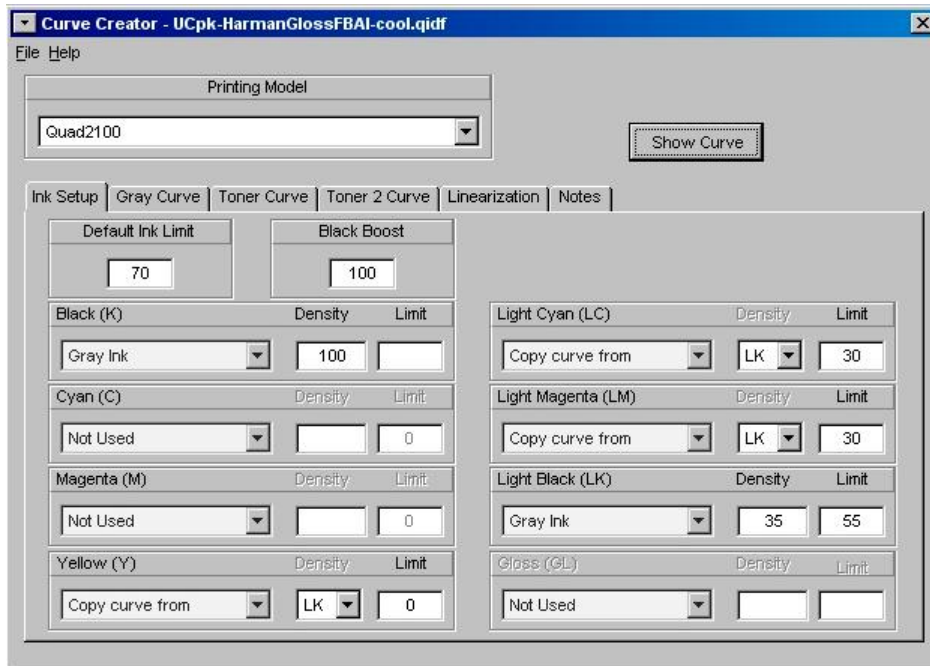 Curve Creator - UCpk-HarmanGlossFBAl-cool.qidf
File Help
Printing Model
Quad2100
Show Curve
Ink Setup Gray Curve Toner Curve Toner 2 Curve Linearization Notes
Default Ink Limit Black Boost
70 100
Black (K) Density Limit
Gray Ink 100
Light Cyan (LC) Density Limit
Copy curve from LK 30
Cyan (C) Density Limit
Not Used 0
Light Magenta (LM) Density Limit
Copy curve from LK 30
Magenta (M) Density Limit
Not Used 0
Light Black (LK) Density Limit
Gray Ink 35 55
Yellow (Y) Density Limit
Copy curve from LK 0
Gloss (GL) Density Limit
Not Used